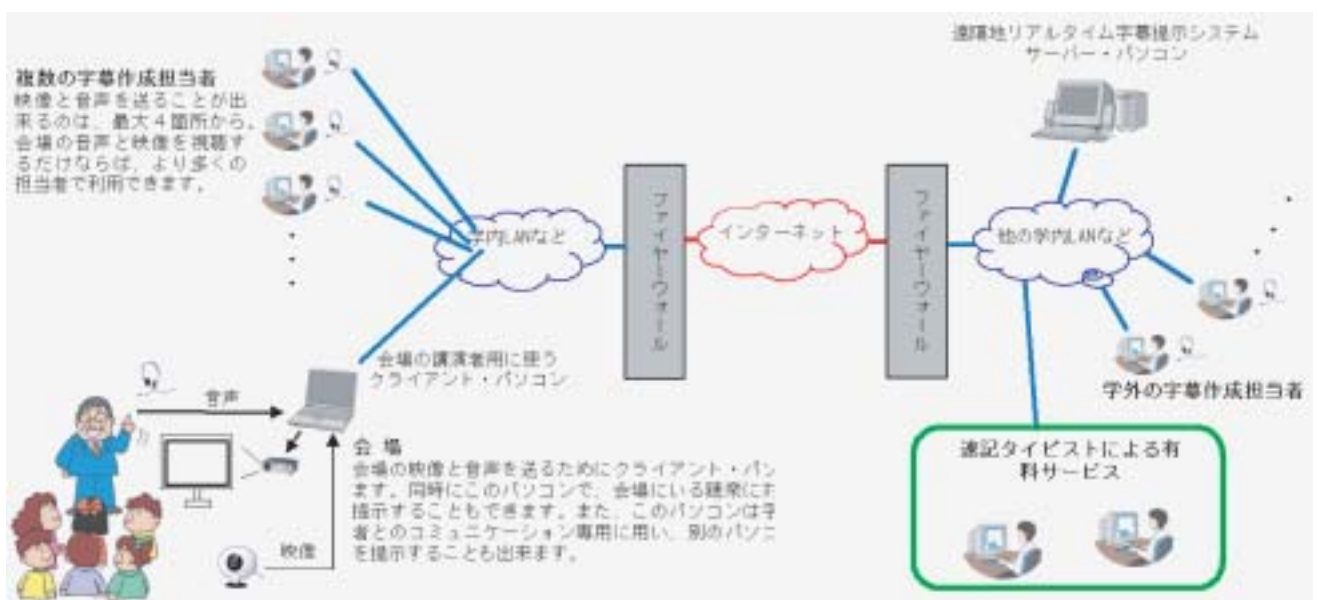 複数の字幕作成担当者
映像と音声を送ることが出
来るのは、最大４箇所から。
会場の音声と映像を視聴す
るだけならば、より多くの
担当者で利用できます。
遠隔地リアルタイム字幕提示システム
サーバー・パソコン
学内LANなど
ファイヤーウォール
インターネット
ファイヤーウォール
他の学内LANなど
会場の講演者用に使う
クライアント・パソコン
学外の字幕作成担当者
音声
会 場
会場の映像と音声を送るためにクライアント・パソ
ます。同時にこのパソコンで、会場にいる聴衆に
提示することもできます。また、このパソコンは
者とのコミュニケーション専用に用い、別のパソコ
を提示することも出来ます。
映像
速記タイピストによる有
料サービス